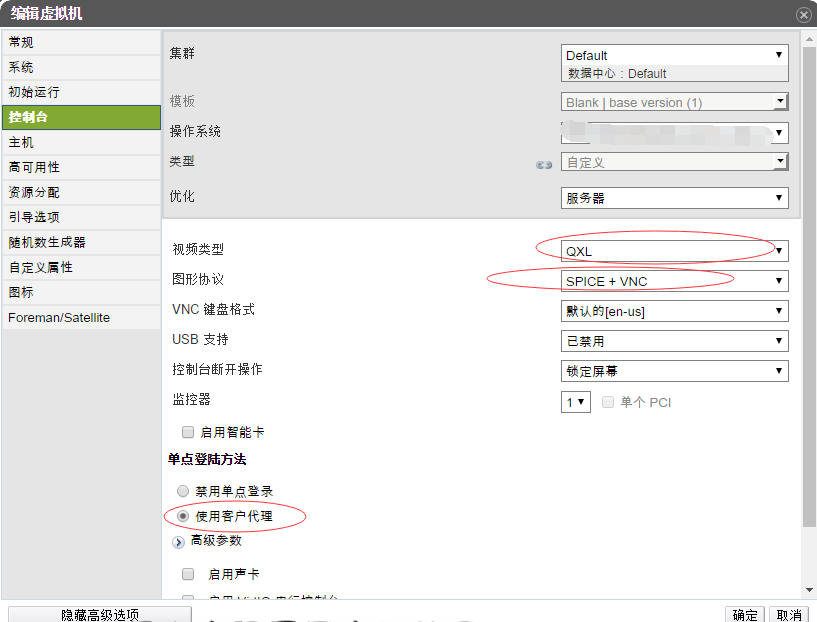 编辑虚拟机
常规
系统
初始运行
控制台
主机
高可用性
资源分配
引导选项
随机数生成器
自定义属性
图标
Foreman/Satellite
集群
Default
数据中心：Default
模板
Blank | base version (1)
操作系统
类型
自定义
优化
服务器
视频类型
QXL
图形协议
SPICE + VNC
VNC 键盘格式
默认的[en-us]
USB 支持
已禁用
控制台断开操作
锁定屏幕
监控器
1
单个 PCI
启用智能卡
单点登陆方法
禁用单点登录
使用客户代理
高级参数
启用声卡
启用 VirtIO 串行控制台
隐藏高级选项
确定
取消